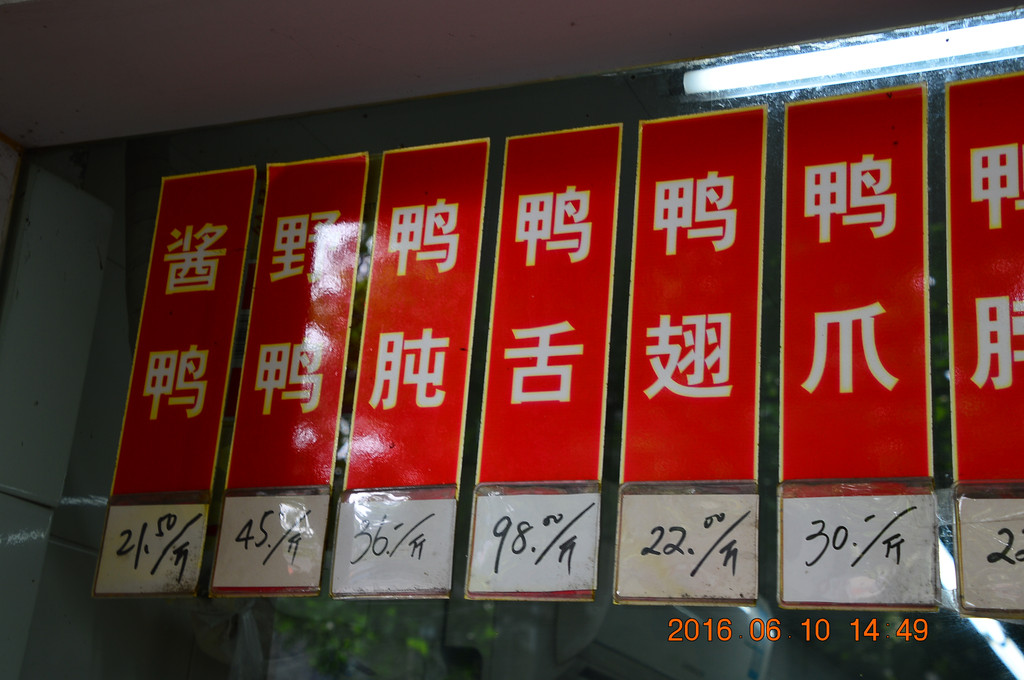 酱鸭
野鸭
鸭肫
鸭舌
鸭翅
鸭爪
21.50/斤
45.-/斤
36.-/斤
98.00/斤
22.00/斤
30.-/斤
2016 06 10 14:49